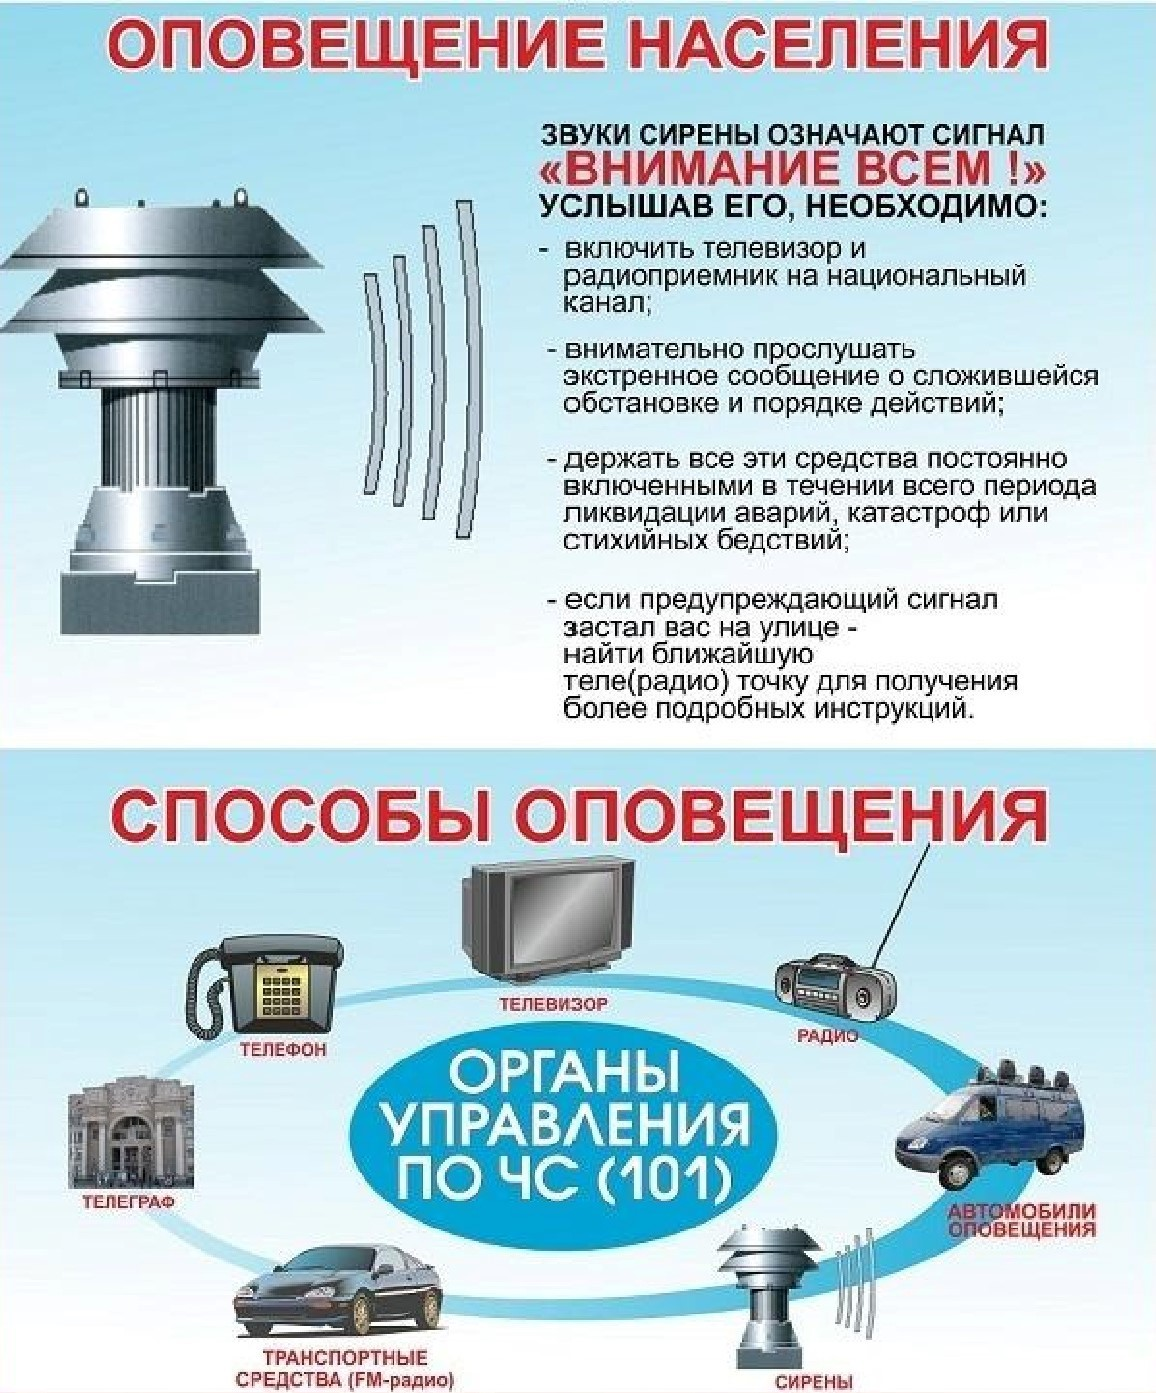 ОПОВЕЩЕНИЕ НАСЕЛЕНИЯ
ЗВУКИ СИРЕНЫ ОЗНАЧАЮТ СИГНАЛ
«ВНИМАНИЕ ВСЕМ !»
УСЛЫШАВ ЕГО, НЕОБХОДИМО:
- включить телевизор и
радиоприемник на национальный
канал;
- внимательно прослушать
экстренное сообщение о сложившейся
обстановке и порядке действий;
- держать все эти средства постоянно
включенными в течении всего периода
ликвидации аварий, катастроф или
стихийных бедствий;
- если предупреждающий сигнал
застал вас на улице -
найти ближайшую
теле(радио) точку для получения
более подробных инструкций.
СПОСОБЫ ОПОВЕЩЕНИЯ
ТЕЛЕВИЗОР
РАДИО
ТЕЛЕФОН
ОРГАНЫ
УПРАВЛЕНИЯ
ПО ЧС (101)
ТЕЛЕГРАФ
АВТОМОБИЛИ
ОПОВЕЩЕНИЯ
ТРАНСПОРТНЫЕ
СРЕДСТВА (FM-радио)
СИРЕНЫ